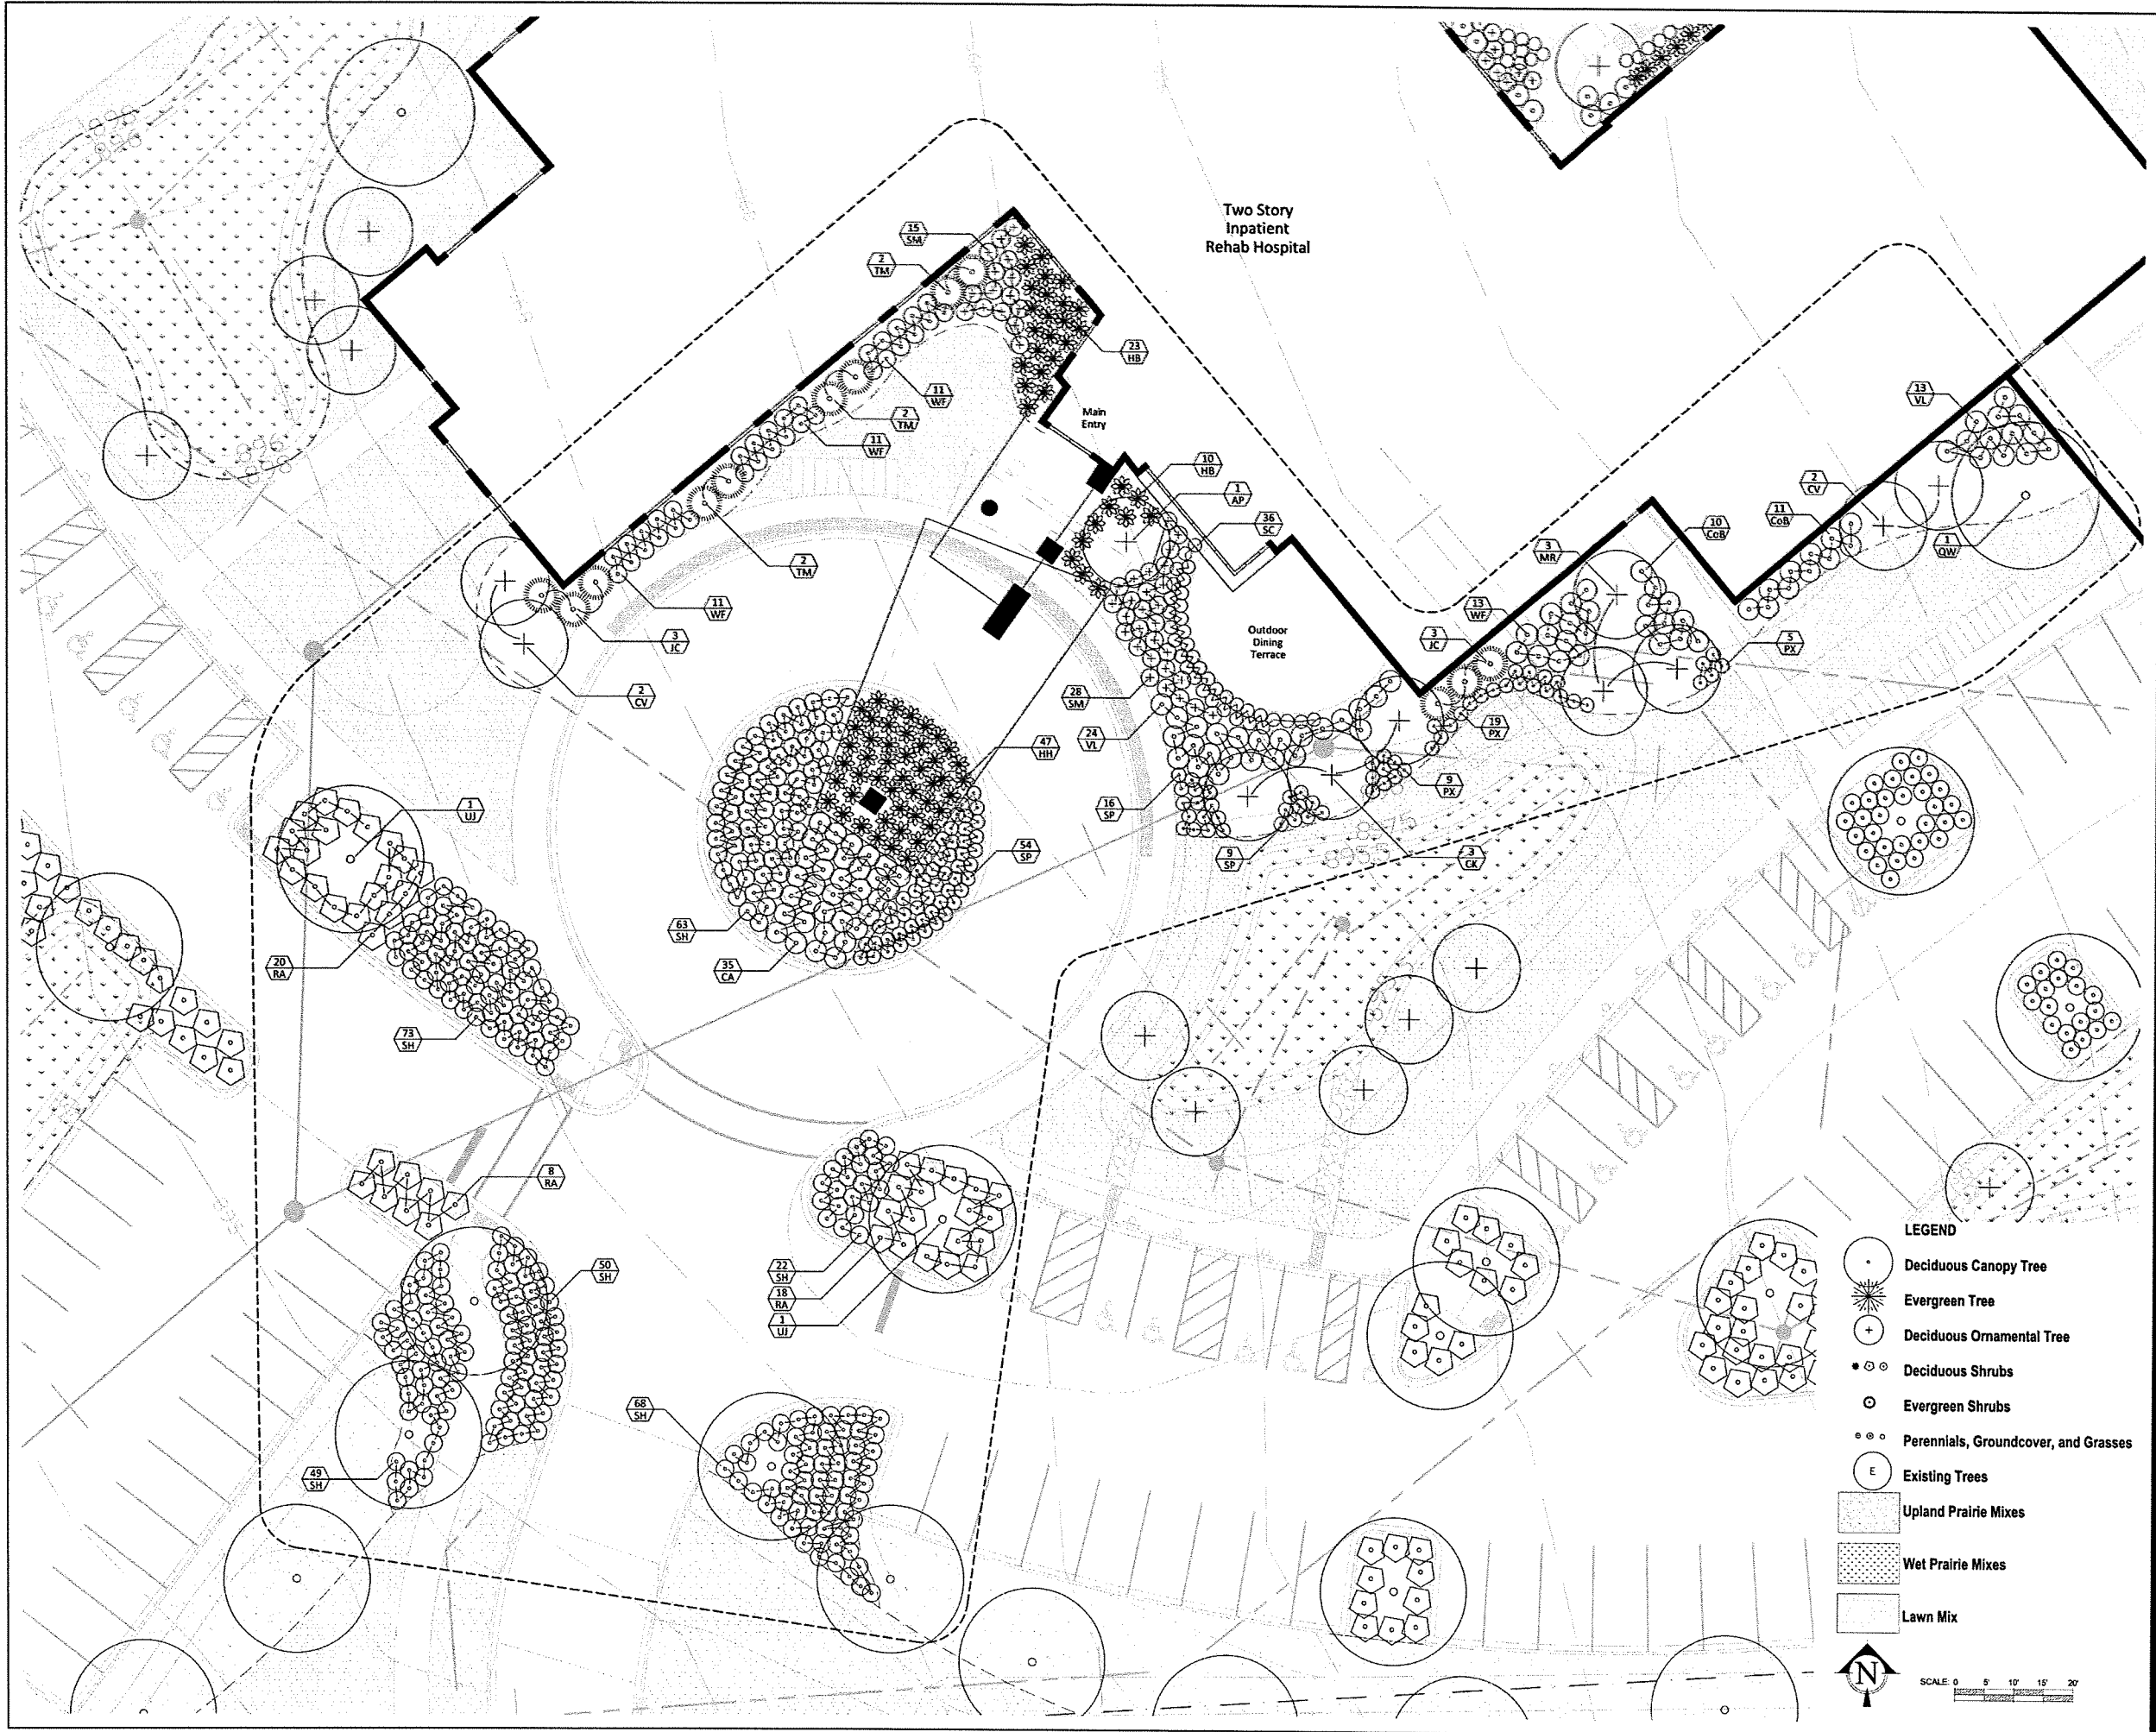 Two Story
Inpatient
Rehab Hospital
15
SM
2
TM
23
HB
11
WF
2
TM
11
WF
Main
Entry
13
VL
10
HB
1
AP
2
CV
36
SC
11
CoB
10
CoB
1
QW
3
MR
2
TM
11
WF
13
WF
Outdoor
Dining
Terrace
3
JC
3
JC
5
PX
2
CV
28
SM
19
PX
24
VL
47
HH
9
PX
1
UJ
16
SP
54
SP
9
SP
3
CK
63
SH
35
CA
20
RA
73
SH
8
RA
50
SH
22
SH
18
RA
1
UJ
68
SH
49
SH
LEGEND
Deciduous Canopy Tree
Evergreen Tree
Deciduous Ornamental Tree
Deciduous Shrubs
Evergreen Shrubs
Perennials, Groundcover, and Grasses
E
Existing Trees
Upland Prairie Mixes
Wet Prairie Mixes
Lawn Mix
N
SCALE: 0 5' 10' 15' 20'